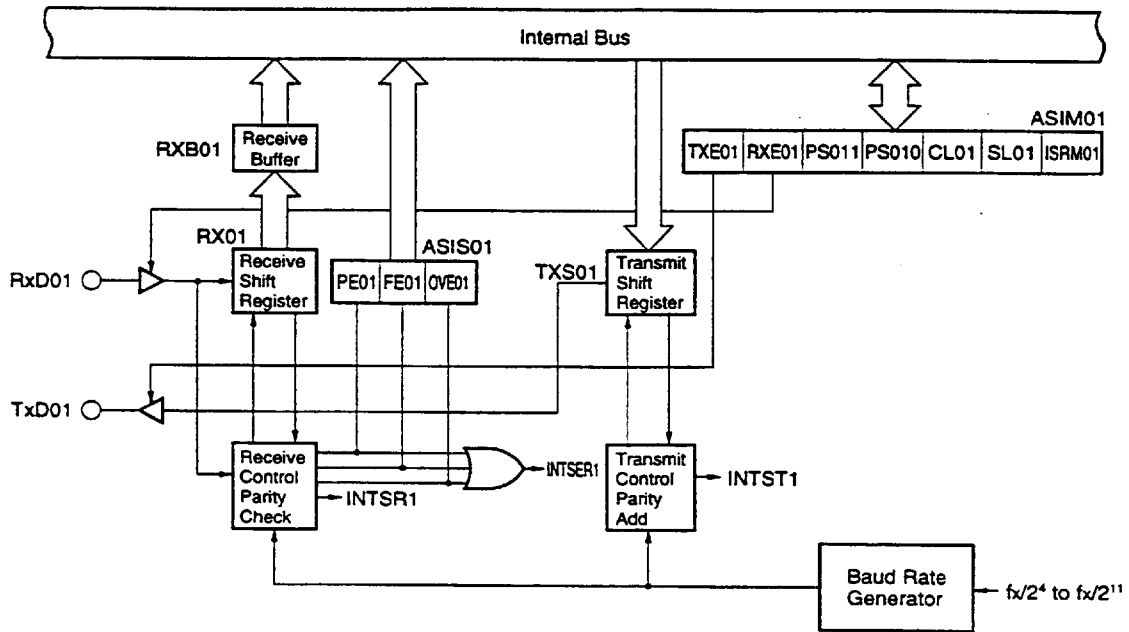 Internal Bus
ASIM01
RXB01
Receive
Buffer
TXE01 RXE01 PS011 PS010 CL01 SL01 ISRM01
RX01
Receive
Shift
Register
ASIS01
PE01 FE01 OVE01
TXS01
Transmit
Shift
Register
RxD01
TxD01
Receive
Control
Parity
Check
INTSR1
INTSER1
Transmit
Control
Parity
Add
INTST1
Baud Rate
Generator
fx/2⁴ to fx/2¹¹